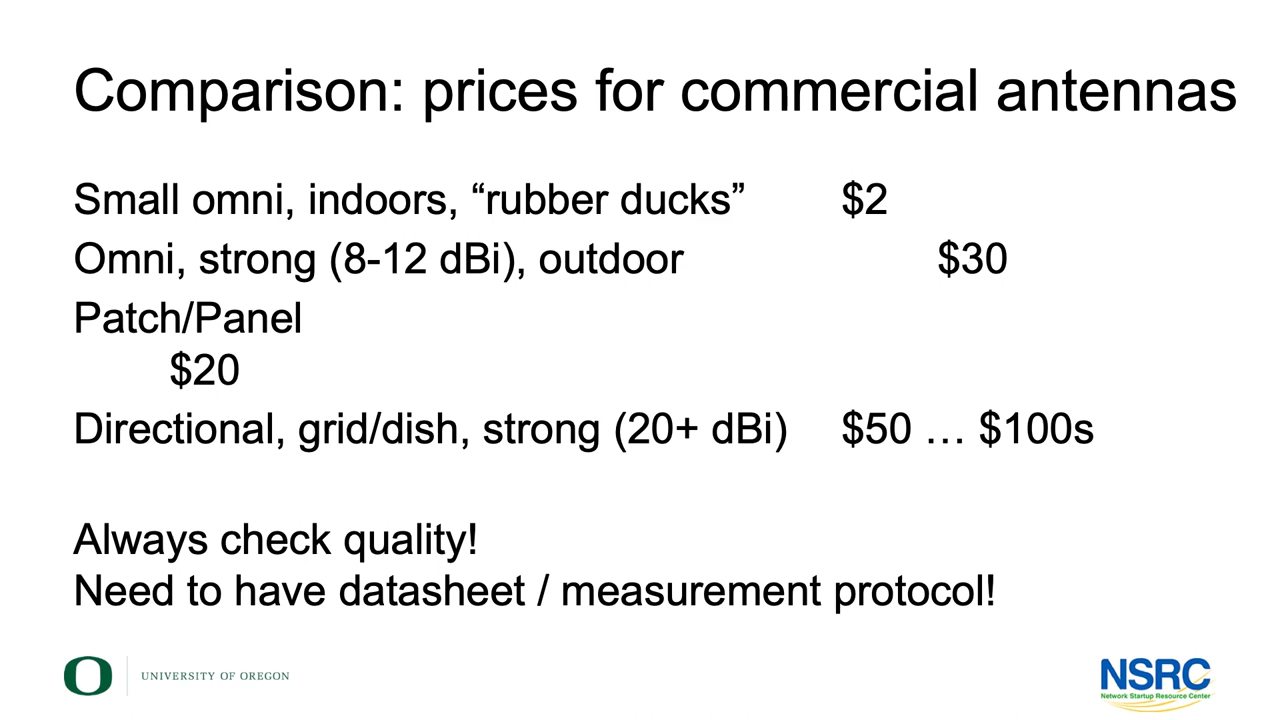 Comparison: prices for commercial antennas
Small omni, indoors, “rubber ducks” $2
Omni, strong (8-12 dBi), outdoor $30
Patch/Panel
$20
Directional, grid/dish, strong (20+ dBi) $50 … $100s
Always check quality!
Need to have datasheet / measurement protocol!
O UNIVERSITY OF OREGON
NSRC
Network Startup Resource Center